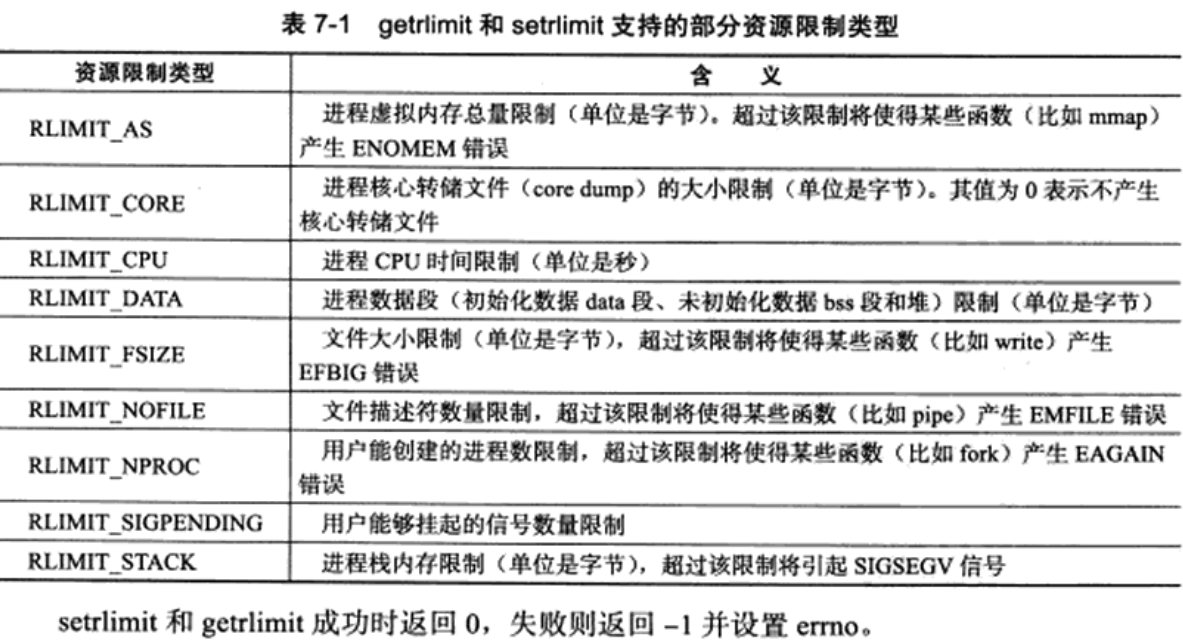 表 7-1 getrlimit 和 setrlimit 支持的部分资源限制类型
资源限制类型
含 义
RLIMIT_AS
进程虚拟内存总量限制（单位是字节）。超过该限制将使得某些函数（比如 mmap）
产生 ENOMEM 错误
RLIMIT_CORE
进程核心转储文件（core dump）的大小限制（单位是字节）。其值为 0 表示不产生
核心转储文件
RLIMIT_CPU
进程 CPU 时间限制（单位是秒）
RLIMIT_DATA
进程数据段（初始化数据 data 段、未初始化数据 bss 段和堆）限制（单位是字节）
RLIMIT_FSIZE
文件大小限制（单位是字节），超过该限制将使得某些函数（比如 write）产生
EFBIG 错误
RLIMIT_NOFILE
文件描述符数量限制，超过该限制将使得某些函数（比如 pipe）产生 EMFILE 错误
RLIMIT_NPROC
用户能创建的进程数限制，超过该限制将使得某些函数（比如 fork）产生 EAGAIN
错误
RLIMIT_SIGPENDING
用户能够挂起的信号数量限制
RLIMIT_STACK
进程栈内存限制（单位是字节），超过该限制将引起 SIGSEGV 信号
setrlimit 和 getrlimit 成功时返回 0，失败则返回 –1 并设置 errno。